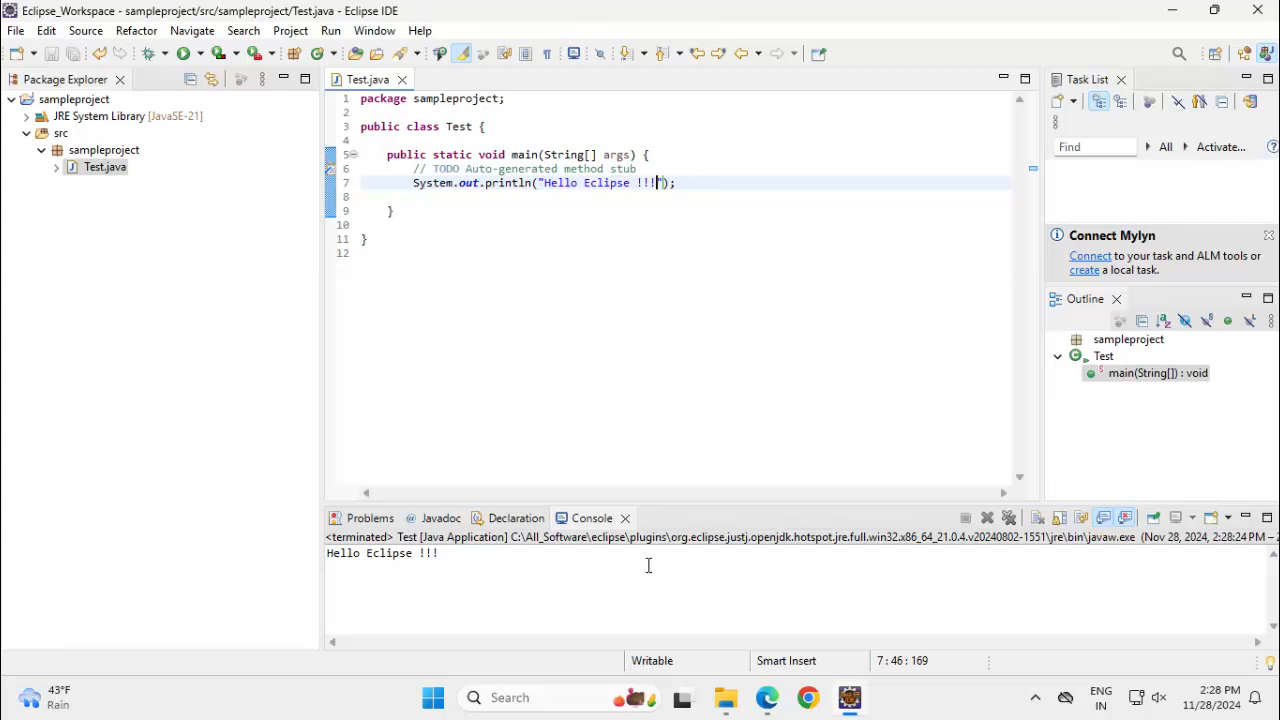 Eclipse_Workspace - sampleproject/src/sampleproject/Test.java - Eclipse IDE
File Edit Source Refactor Navigate Search Project Run Window Help
Package Explorer
sampleproject
JRE System Library [JavaSE-21]
src
sampleproject
Test.java
Test.java
1 package sampleproject;
2
3 public class Test {
4
5 public static void main(String[] args) {
6 // TODO Auto-generated method stub
7 System.out.println("Hello Eclipse !!!");
8
9 }
10
11 }
12
Task List
Find All Activate...
Connect Mylyn
Connect to your task and ALM tools or
create a local task.
Outline
sampleproject
Test
main(String[]) : void
Problems Javadoc Declaration Console
<terminated> Test [Java Application] C:\All_Software\eclipse\plugins\org.eclipse.justj.openjdk.hotspot.jre.full.win32.x86_64_21.0.4.v20240802-1551\jre\bin\javaw.exe (Nov 28, 2024, 2:28:24 PM –
Hello Eclipse !!!
Writable Smart Insert 7 : 46 : 169
43°F
Rain
Search
ENG
IN
2:28 PM
11/28/2024